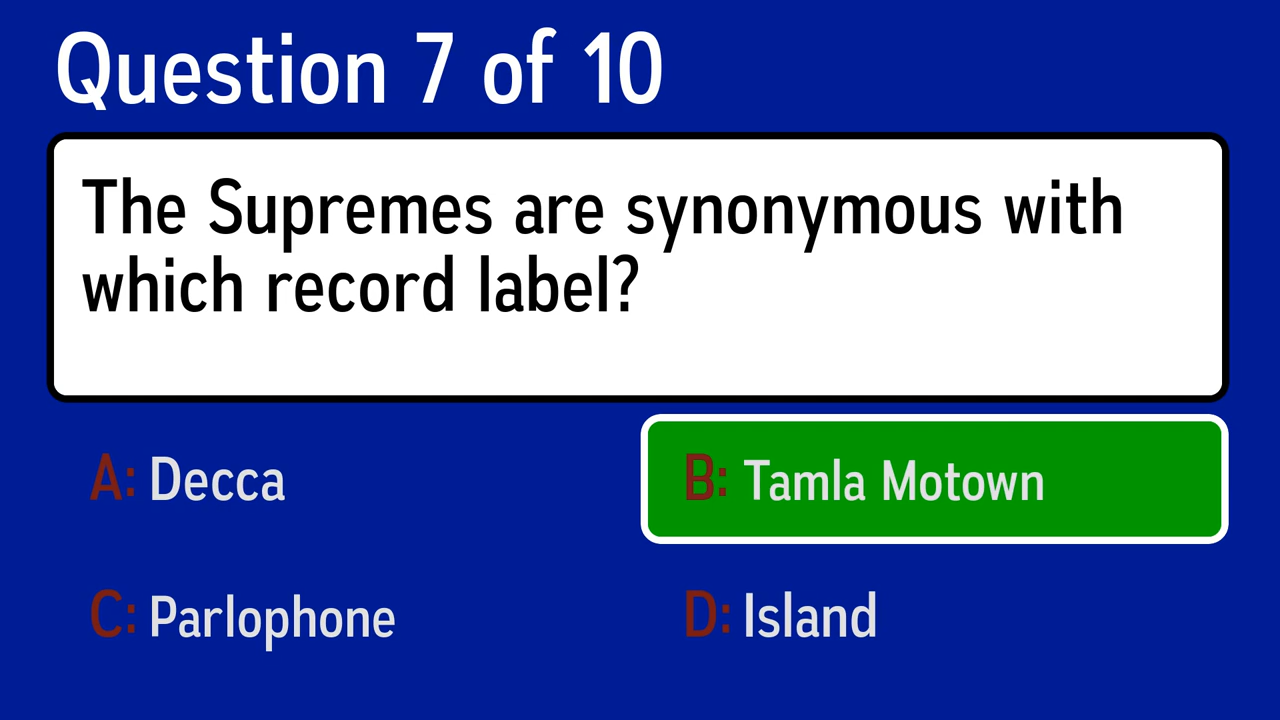 Question 7 of 10
The Supremes are synonymous with
which record label?
A: Decca
B: Tamla Motown
C: Parlophone
D: Island